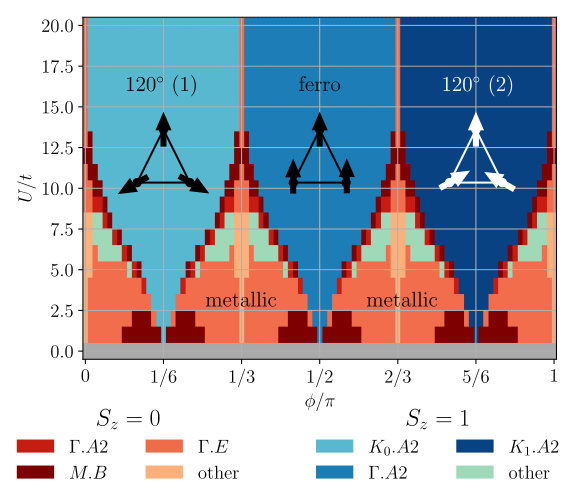 20.0
17.5
15.0
12.5
10.0
7.5
5.0
2.5
0.0
U/t
120° (1)
ferro
120° (2)
metallic
metallic
0
1/6
1/3
1/2
2/3
5/6
1
ϕ/π
S_z = 0
S_z = 1
Γ.A2
Γ.E
K_0.A2
K_1.A2
M.B
other
Γ.A2
other